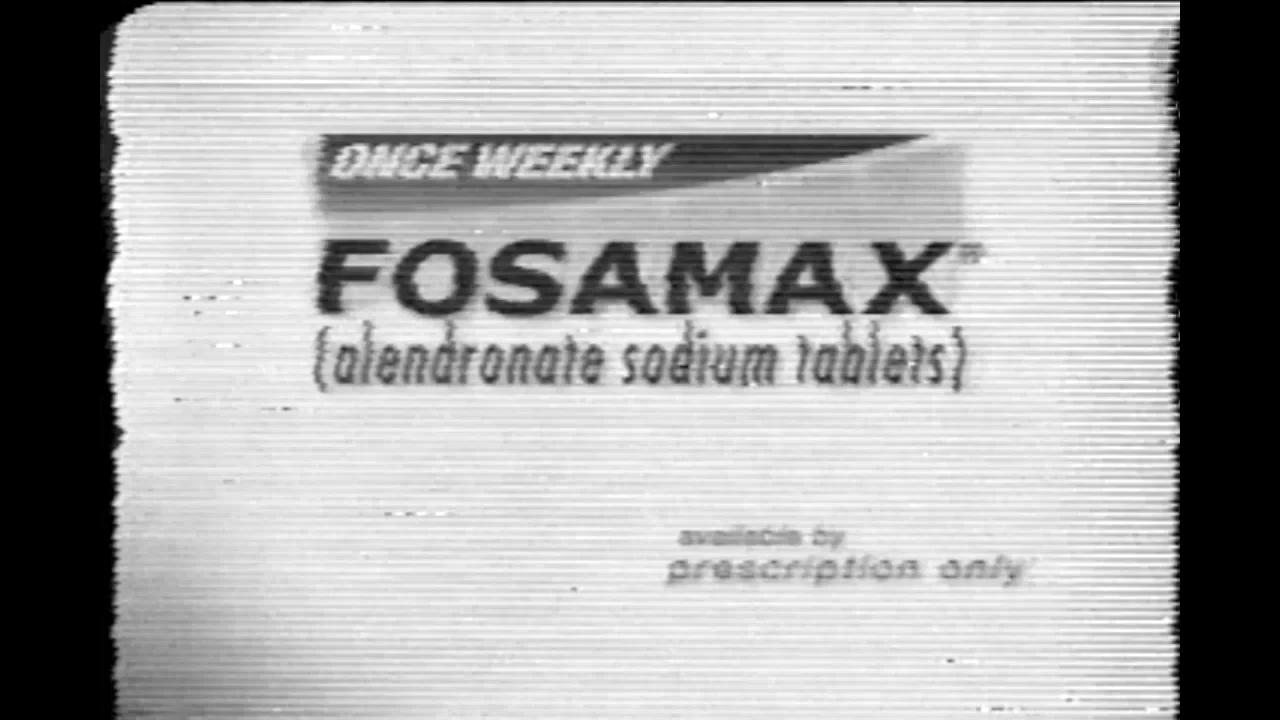 ONCE WEEKLY
FOSAMAX®
(alendronate sodium tablets)
available by
prescription only